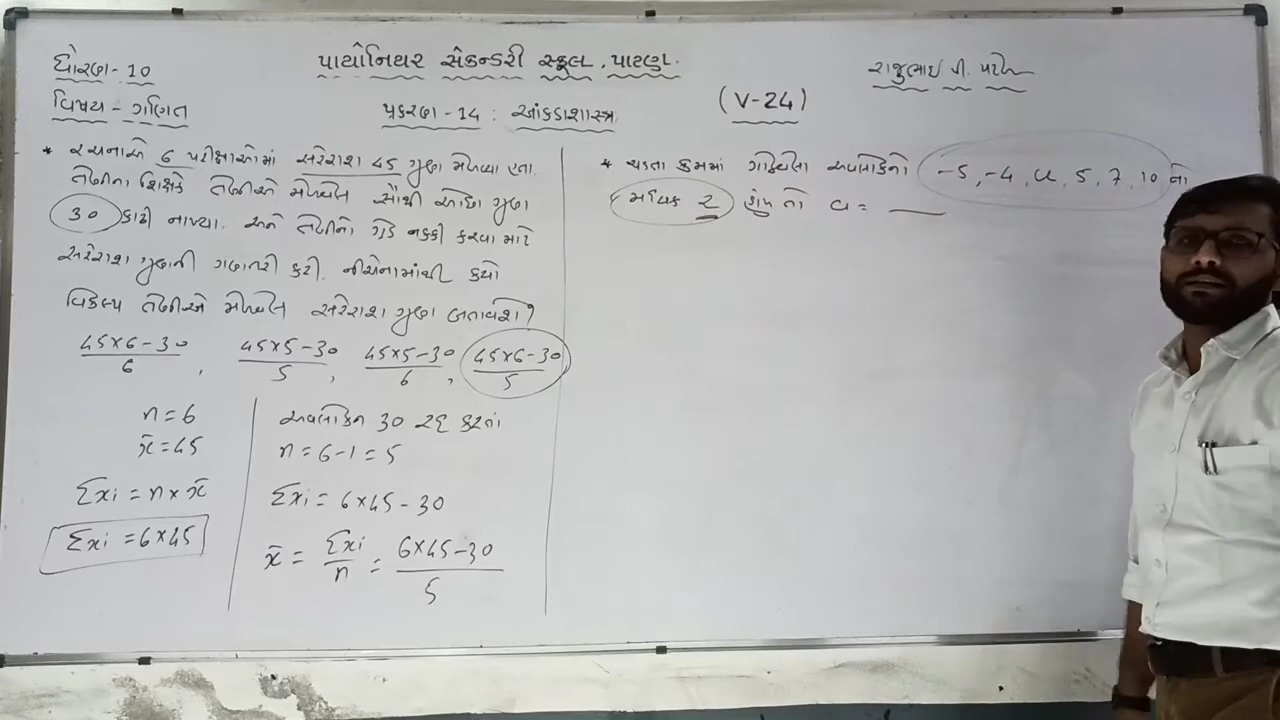 ધોરણ-10
પાયોનિયર સેકન્ડરી સ્કૂલ, પાટણ.
રાજુભાઇ પી. પટેલ
વિષય - ગણિત
પ્રકરણ-14 : આંકડાશાસ્ત્ર
(V-24)
* રચનાએ 6 પરીક્ષાઓમાં સરેરાશ 45 ગુણ મેળવ્યા હતા.
તેણીના શિક્ષકે તેણીએ મેળવેલ સૌથી ઓછા ગુણ
30 કાઢી નાખ્યા. અને તેણીનો ગ્રેડ નક્કી કરવા માટે
સરેરાશ ગુણની ગણતરી કરી. નીચેનામાંથી કયો
વિકલ્પ તેણીએ મેળવેલ સરેરાશ ગુણ બતાવશે?
45×6-30/6 , 45×5-30/5 , 45×5-30/6 , 45×6-30/5
n = 6
x̄ = 45
Σxi = n × x̄
Σxi = 6×45
અવલોકન 30 રદ કરતાં
n = 6-1 = 5
Σxi = 6×45 - 30
x̄ = Σxi/n = 6×45-30/5
* ચડતા ક્રમમાં ગોઠવેલા અવલોકનો -5, -4, a, 5, 7, 10 નો
મધ્યક 2 હોય તો a = ___